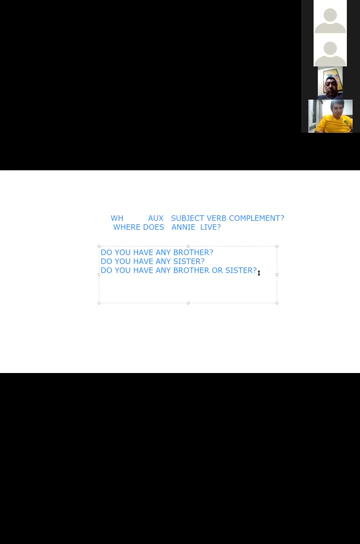 WH AUX SUBJECT VERB COMPLEMENT?
WHERE DOES ANNIE LIVE?
DO YOU HAVE ANY BROTHER?
DO YOU HAVE ANY SISTER?
DO YOU HAVE ANY BROTHER OR SISTER?